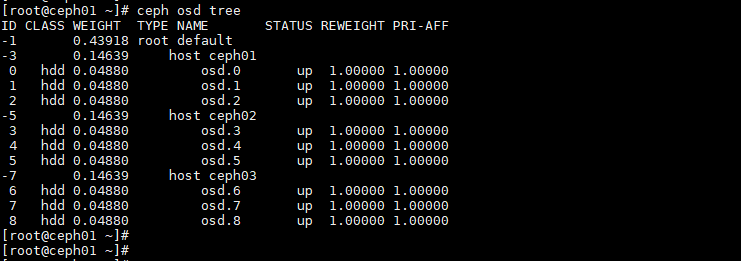 [root@ceph01 ~]# ceph osd tree
ID CLASS WEIGHT  TYPE NAME       STATUS REWEIGHT PRI-AFF
-1       0.43918 root default
-3       0.14639     host ceph01
 0   hdd 0.04880         osd.0       up  1.00000 1.00000
 1   hdd 0.04880         osd.1       up  1.00000 1.00000
 2   hdd 0.04880         osd.2       up  1.00000 1.00000
-5       0.14639     host ceph02
 3   hdd 0.04880         osd.3       up  1.00000 1.00000
 4   hdd 0.04880         osd.4       up  1.00000 1.00000
 5   hdd 0.04880         osd.5       up  1.00000 1.00000
-7       0.14639     host ceph03
 6   hdd 0.04880         osd.6       up  1.00000 1.00000
 7   hdd 0.04880         osd.7       up  1.00000 1.00000
 8   hdd 0.04880         osd.8       up  1.00000 1.00000
[root@ceph01 ~]#
[root@ceph01 ~]#